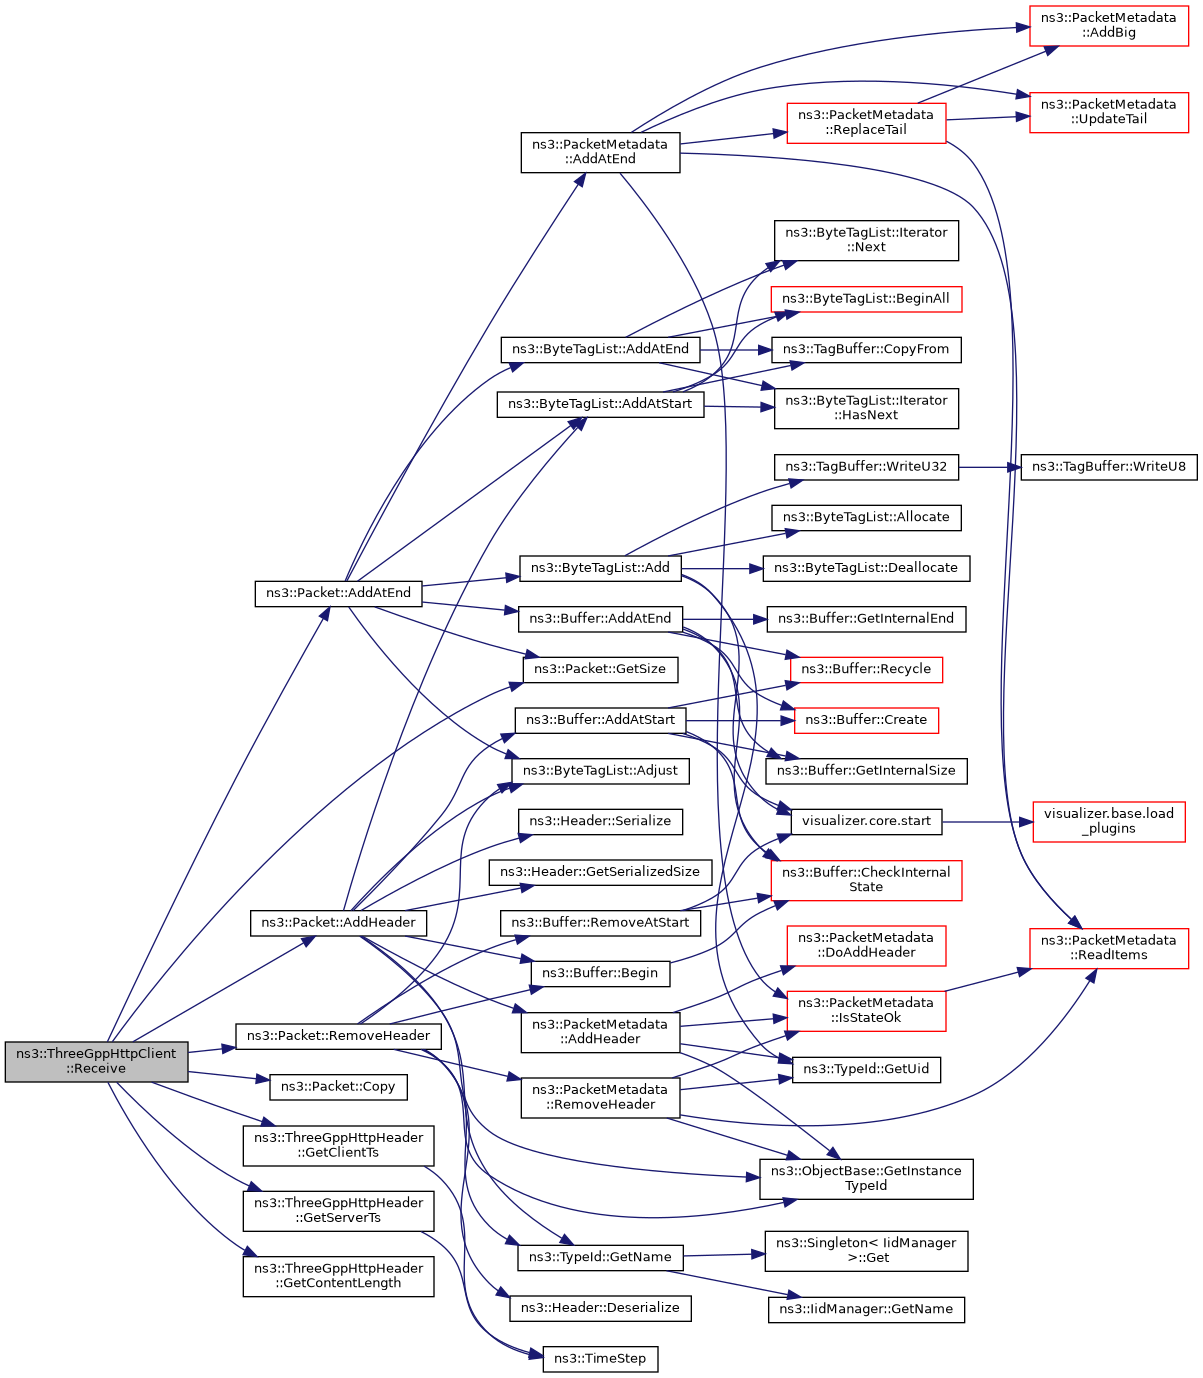 ns3::PacketMetadata
::AddBig
ns3::PacketMetadata
::UpdateTail
ns3::PacketMetadata
::ReplaceTail
ns3::PacketMetadata
::AddAtEnd
ns3::ByteTagList::Iterator
::Next
ns3::ByteTagList::BeginAll
ns3::ByteTagList::AddAtEnd
ns3::TagBuffer::CopyFrom
ns3::ByteTagList::AddAtStart
ns3::ByteTagList::Iterator
::HasNext
ns3::TagBuffer::WriteU32
ns3::TagBuffer::WriteU8
ns3::ByteTagList::Allocate
ns3::ByteTagList::Add
ns3::ByteTagList::Deallocate
ns3::Packet::AddAtEnd
ns3::Buffer::AddAtEnd
ns3::Buffer::GetInternalEnd
ns3::Packet::GetSize
ns3::Buffer::Recycle
ns3::Buffer::AddAtStart
ns3::Buffer::Create
ns3::ByteTagList::Adjust
ns3::Buffer::GetInternalSize
ns3::Header::Serialize
visualizer.core.start
visualizer.base.load
_plugins
ns3::Header::GetSerializedSize
ns3::Buffer::CheckInternal
State
ns3::Packet::AddHeader
ns3::Buffer::RemoveAtStart
ns3::PacketMetadata
::DoAddHeader
ns3::PacketMetadata
::ReadItems
ns3::Buffer::Begin
ns3::PacketMetadata
::IsStateOk
ns3::Packet::RemoveHeader
ns3::PacketMetadata
::AddHeader
ns3::ThreeGppHttpClient
::Receive
ns3::TypeId::GetUid
ns3::Packet::Copy
ns3::PacketMetadata
::RemoveHeader
ns3::ThreeGppHttpHeader
::GetClientTs
ns3::ObjectBase::GetInstance
TypeId
ns3::ThreeGppHttpHeader
::GetServerTs
ns3::TypeId::GetName
ns3::Singleton< IidManager
>::Get
ns3::ThreeGppHttpHeader
::GetContentLength
ns3::Header::Deserialize
ns3::IidManager::GetName
ns3::TimeStep